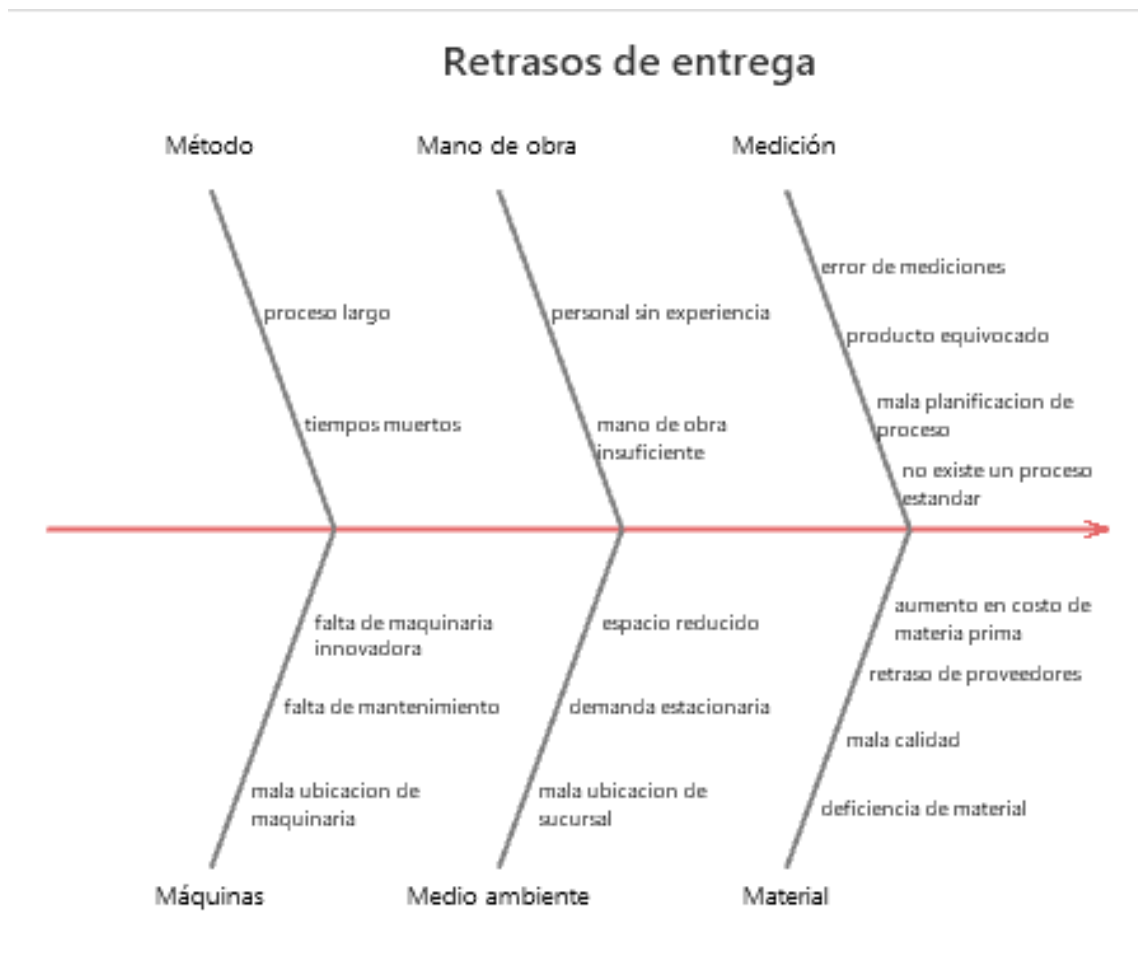 Retrasos de entrega
Método
Mano de obra
Medición
proceso largo
tiempos muertos
personal sin experiencia
mano de obra
insuficiente
error de mediciones
producto equivocado
mala planificacion de
proceso
no existe un proceso
estandar
falta de maquinaria
innovadora
falta de mantenimiento
mala ubicacion de
maquinaria
espacio reducido
demanda estacionaria
mala ubicacion de
sucursal
aumento en costo de
materia prima
retraso de proveedores
mala calidad
deficiencia de material
Máquinas
Medio ambiente
Material